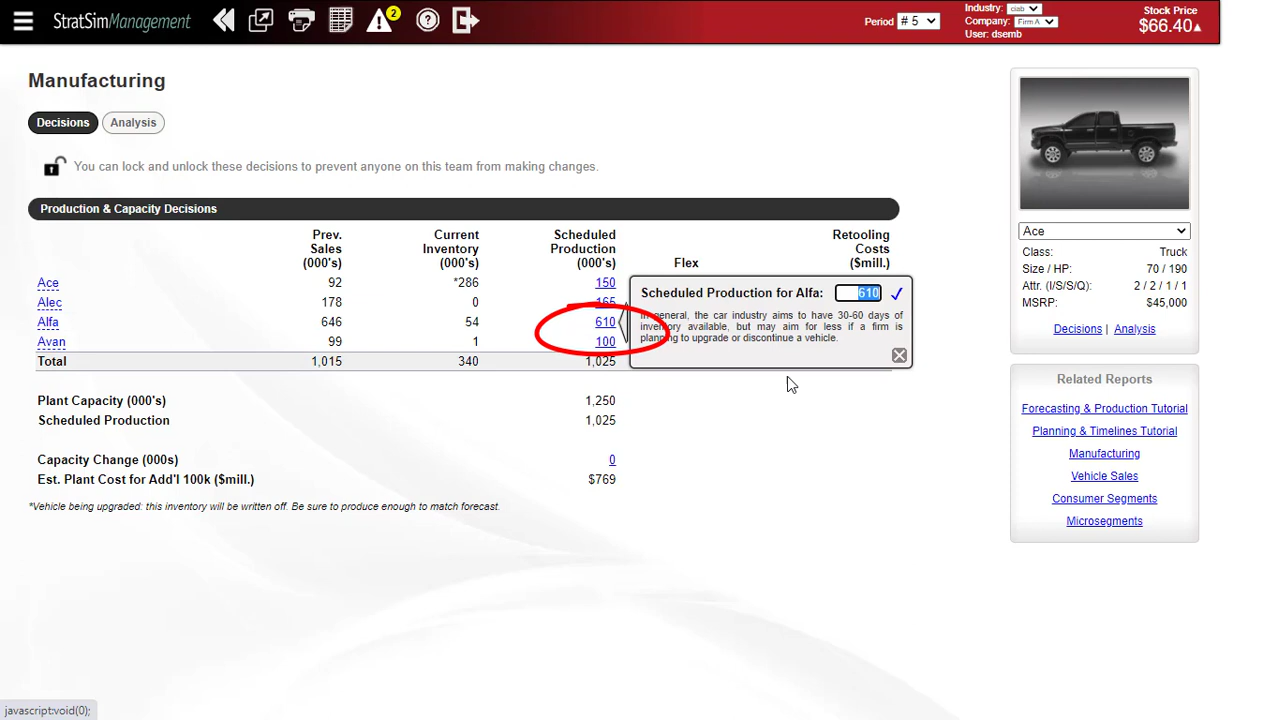 StratSimManagement
2
Period # 5
Industry: ciab
Company: Firm A
User: dsemb
Stock Price
$66.40▲
Manufacturing
Decisions
Analysis
You can lock and unlock these decisions to prevent anyone on this team from making changes.
Production & Capacity Decisions
Prev. Sales (000's) Current Inventory (000's) Scheduled Production (000's) Flex Retooling Costs ($mill.)
Ace 92 *286 150
Alec 178 0 165
Alfa 646 54 610
Avan 99 1 100
Total 1,015 340 1,025
Scheduled Production for Alfa: 610
In general, the car industry aims to have 30-60 days of
inventory available, but may aim for less if a firm is
planning to upgrade or discontinue a vehicle.
Plant Capacity (000's) 1,250
Scheduled Production 1,025
Capacity Change (000s) 0
Est. Plant Cost for Add'l 100k ($mill.) $769
*Vehicle being upgraded: this inventory will be written off. Be sure to produce enough to match forecast.
Ace
Class: Truck
Size / HP: 70 / 190
Attr. (I/S/S/Q): 2 / 2 / 1 / 1
MSRP: $45,000
Decisions | Analysis
Related Reports
Forecasting & Production Tutorial
Planning & Timelines Tutorial
Manufacturing
Vehicle Sales
Consumer Segments
Microsegments
javascript:void(0);